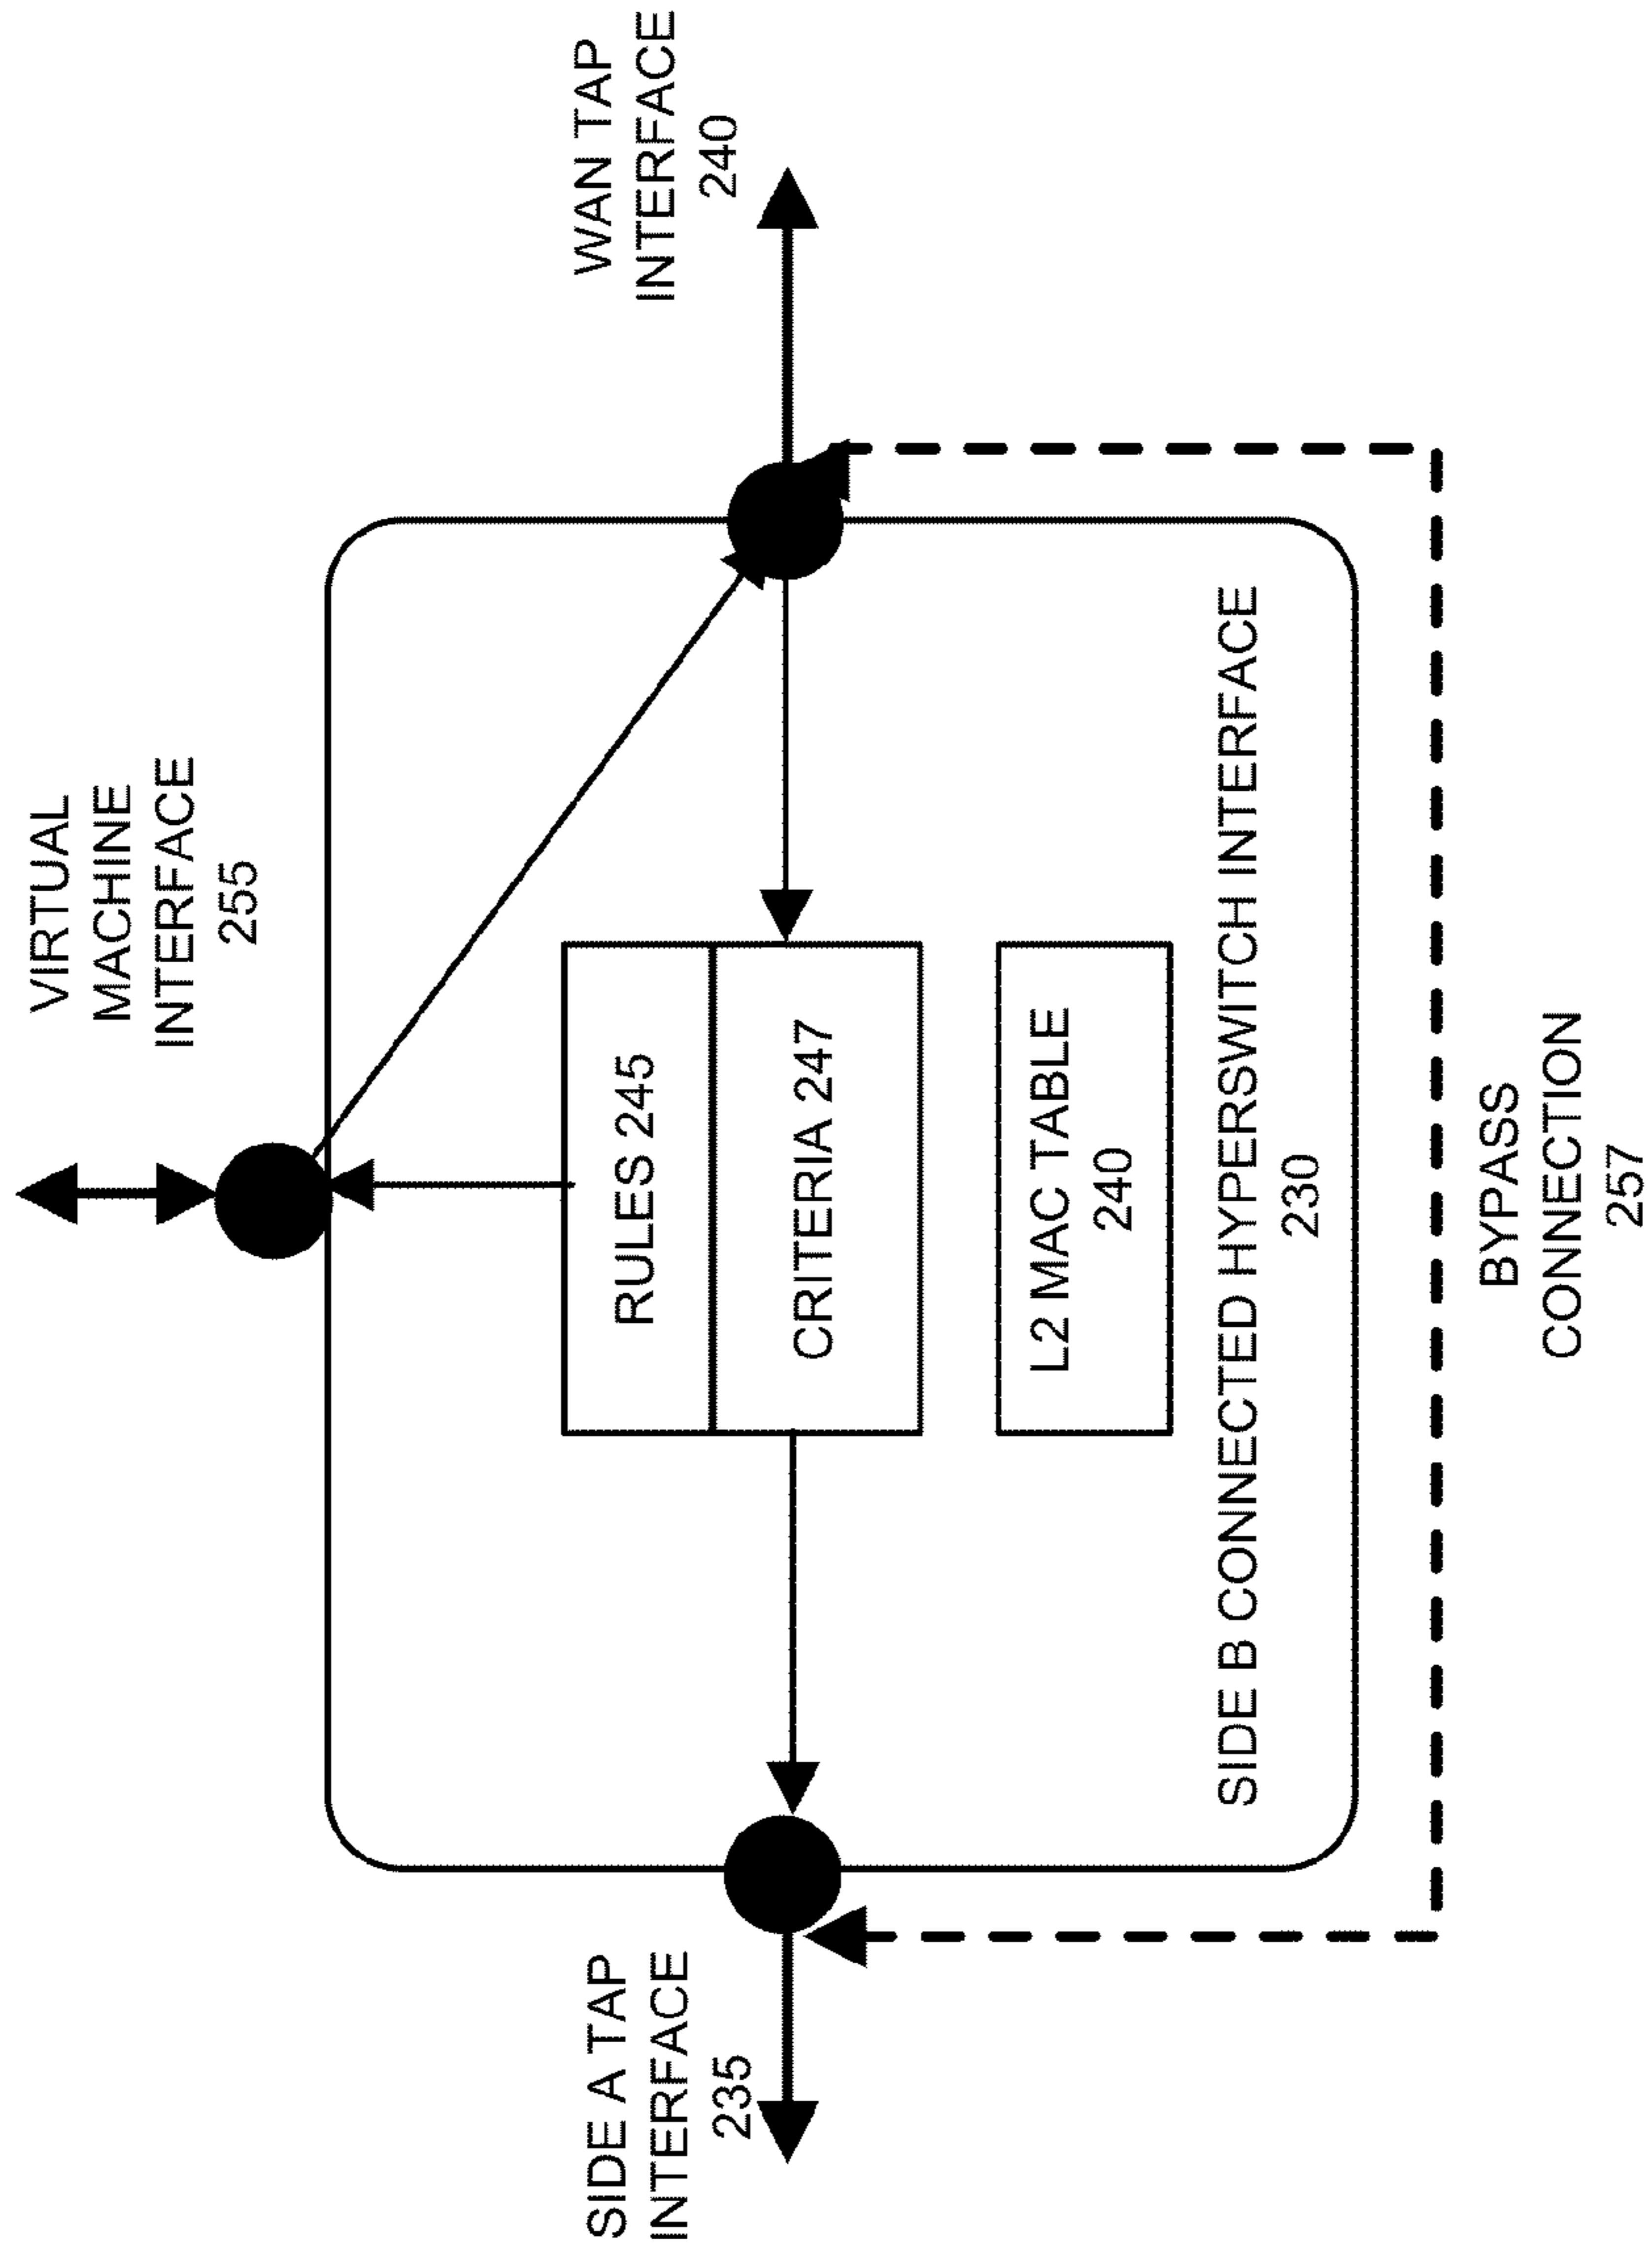 VIRTUAL
MACHINE
INTERFACE
255
WAN TAP
INTERFACE
240
SIDE A TAP
INTERFACE
235
RULES 245
CRITERIA 247
L2 MAC TABLE
240
SIDE B CONNECTED HYPERSWITCH INTERFACE
230
BYPASS
CONNECTION
257